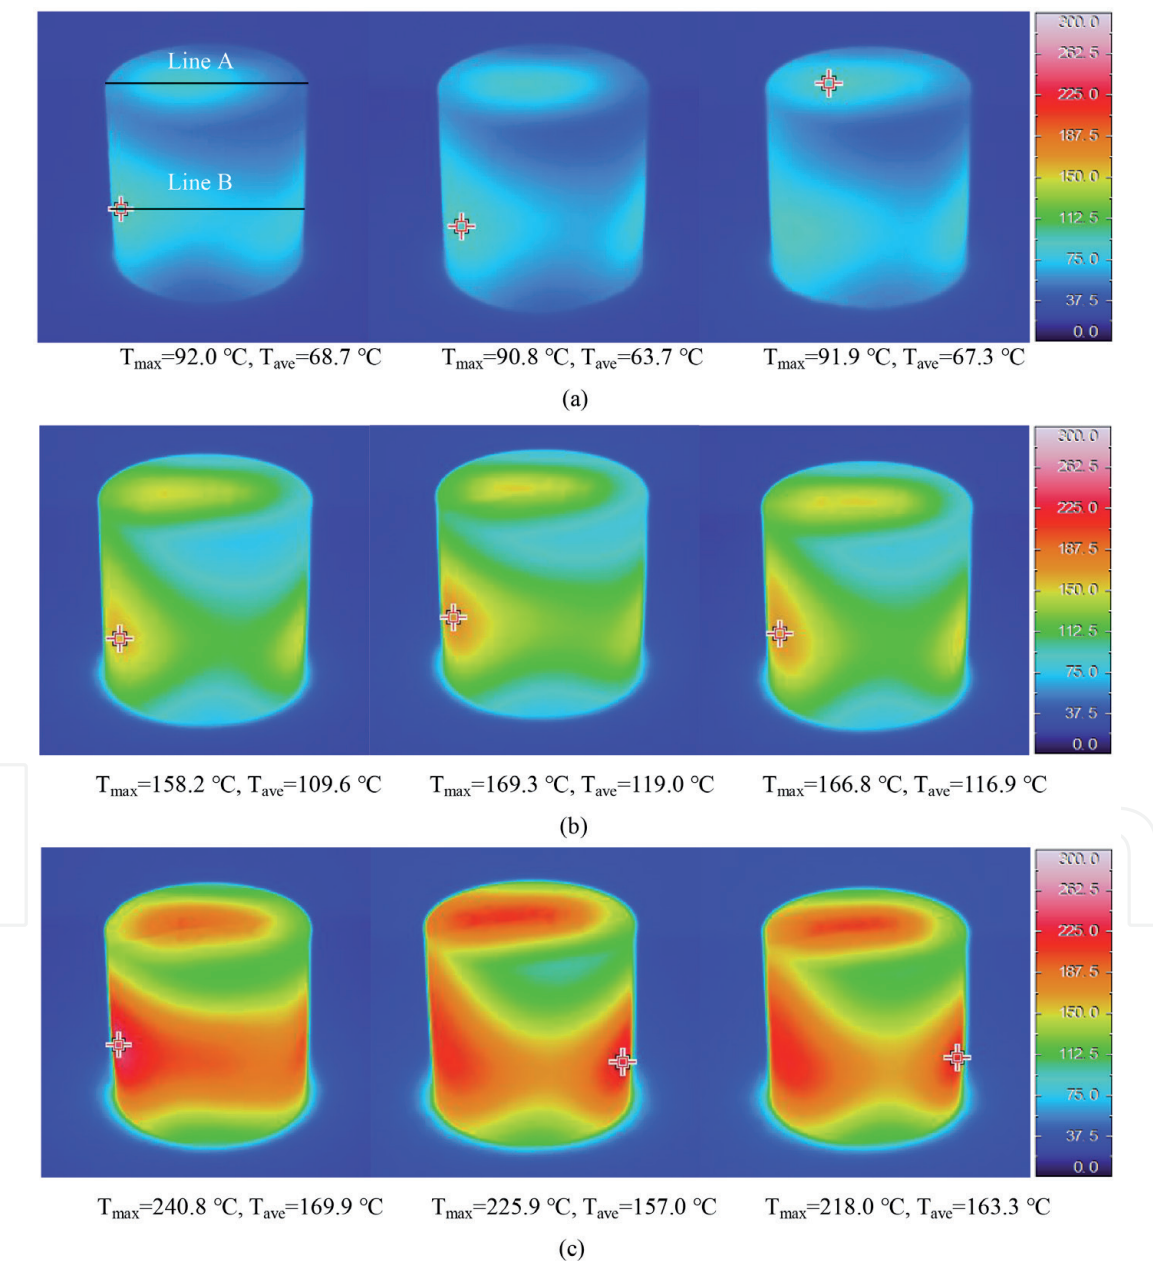 Line A
Line B
300.0
262.5
225.0
187.5
150.0
112.5
75.0
37.5
0.0
Tmax=92.0 ℃, Tave=68.7 ℃
Tmax=90.8 ℃, Tave=63.7 ℃
Tmax=91.9 ℃, Tave=67.3 ℃
(a)
300.0
262.5
225.0
187.5
150.0
112.5
75.0
37.5
0.0
Tmax=158.2 ℃, Tave=109.6 ℃
Tmax=169.3 ℃, Tave=119.0 ℃
Tmax=166.8 ℃, Tave=116.9 ℃
(b)
300.0
262.5
225.0
187.5
150.0
112.5
75.0
37.5
0.0
Tmax=240.8 ℃, Tave=169.9 ℃
Tmax=225.9 ℃, Tave=157.0 ℃
Tmax=218.0 ℃, Tave=163.3 ℃
(c)